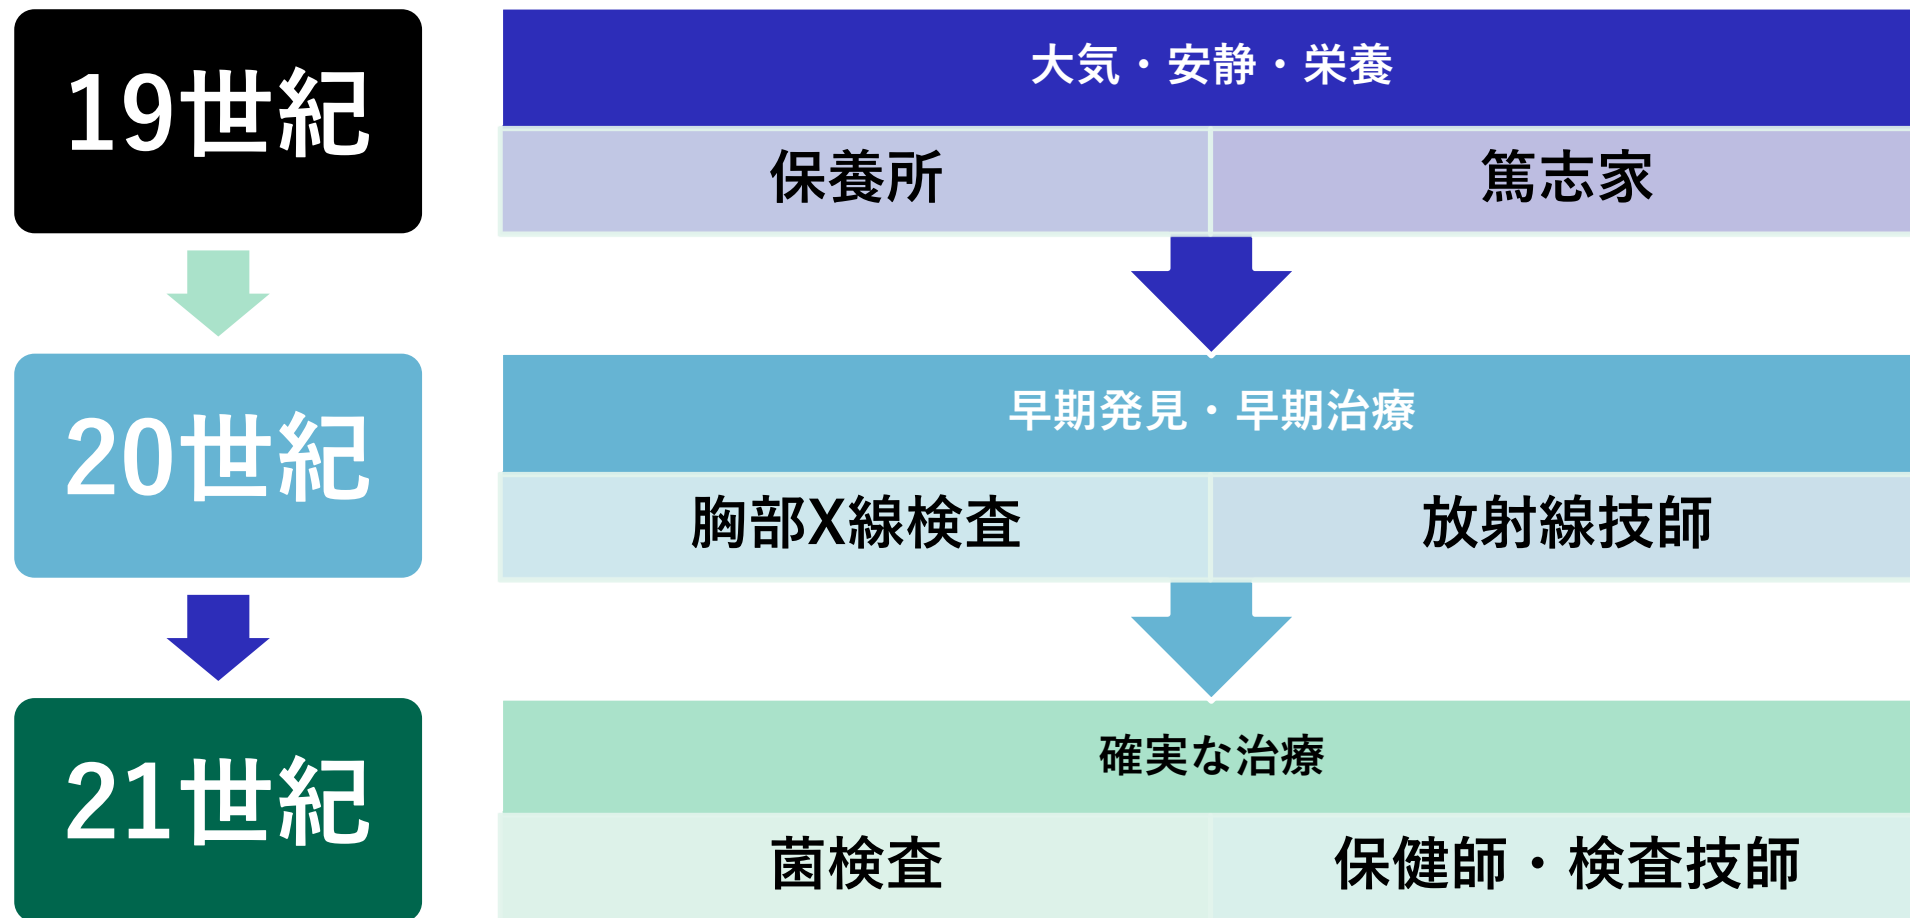 19世紀
大気・安静・栄養
保養所
篤志家
20世紀
早期発見・早期治療
胸部X線検査
放射線技師
21世紀
確実な治療
菌検査
保健師・検査技師